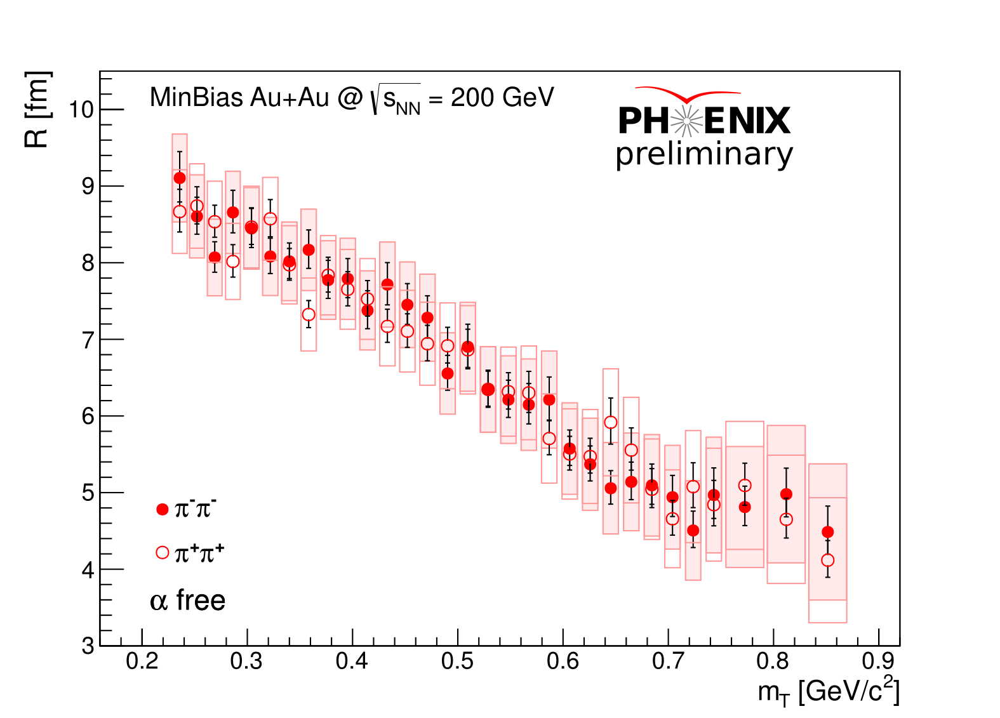 R [fm]
MinBias Au+Au @ √sNN = 200 GeV
PHENIX
preliminary
10
9
8
7
6
5
4
3
π-π-
π+π+
α free
0.2 0.3 0.4 0.5 0.6 0.7 0.8 0.9
mT [GeV/c2]